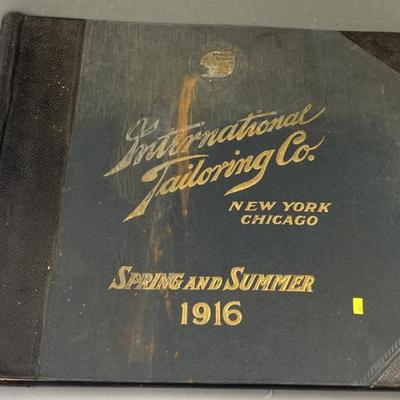 International
Tailoring Co.
NEW YORK
CHICAGO
SPRING AND SUMMER
1916